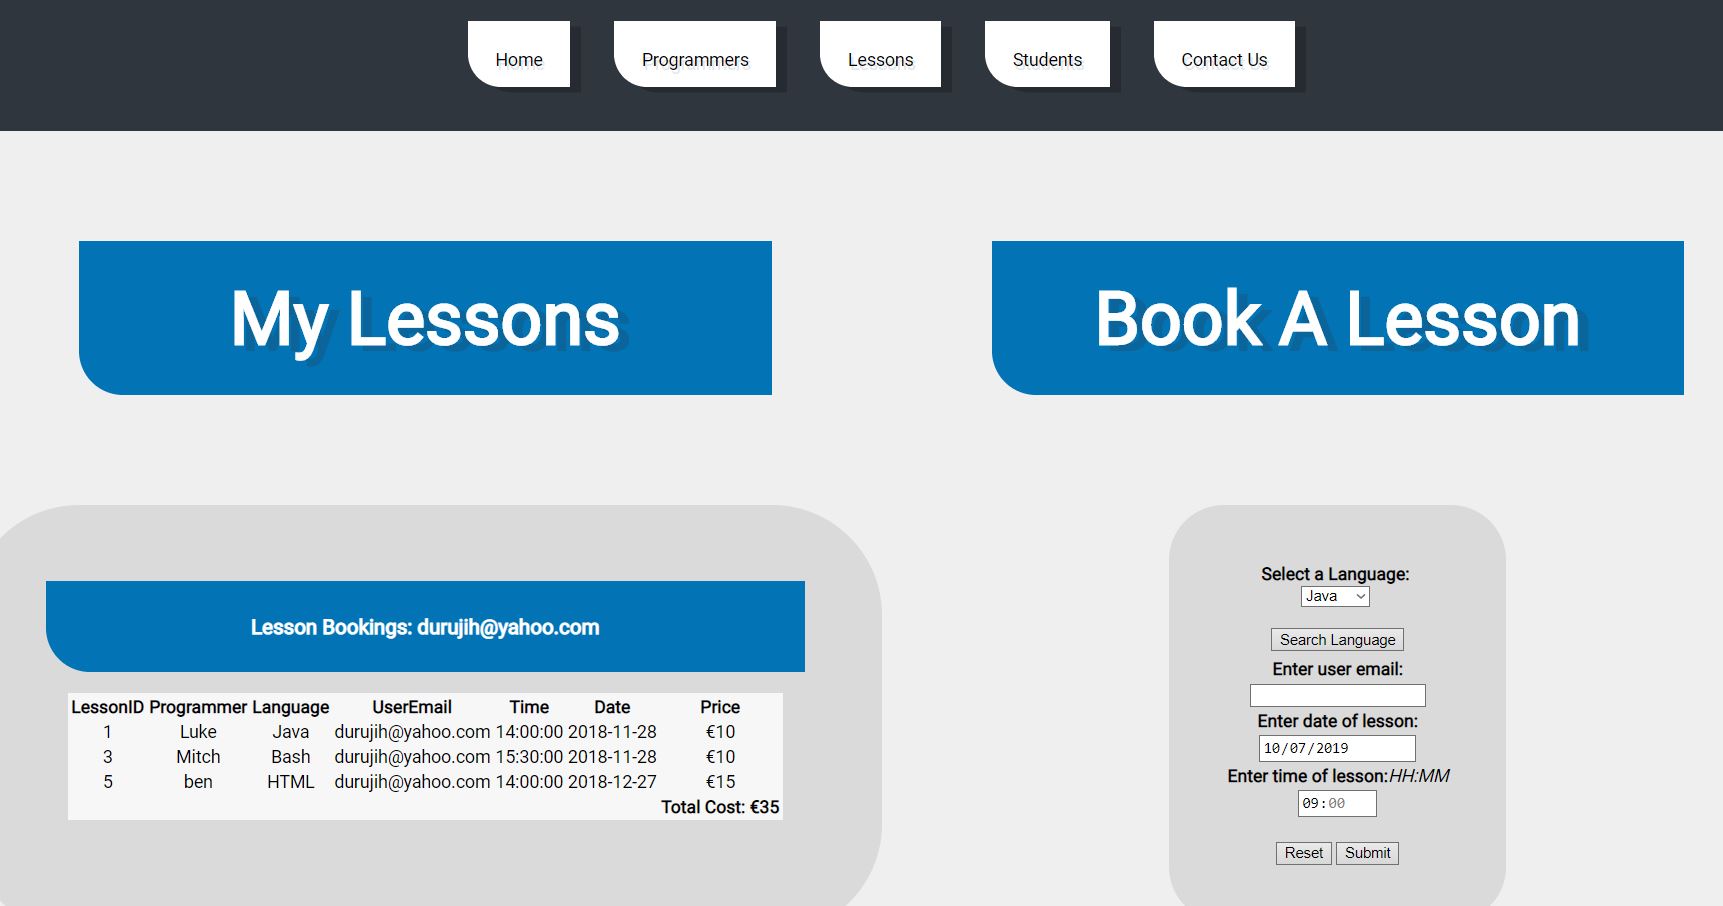 Home Programmers Lessons Students Contact Us
My Lessons
Book A Lesson
Lesson Bookings: durujih@yahoo.com
LessonID Programmer Language UserEmail Time Date Price
1 Luke Java durujih@yahoo.com 14:00:00 2018-11-28 €10
3 Mitch Bash durujih@yahoo.com 15:30:00 2018-11-28 €10
5 ben HTML durujih@yahoo.com 14:00:00 2018-12-27 €15
Total Cost: €35
Select a Language:
Java
Search Language
Enter user email:
Enter date of lesson:
10/07/2019
Enter time of lesson:HH:MM
09:00
Reset Submit